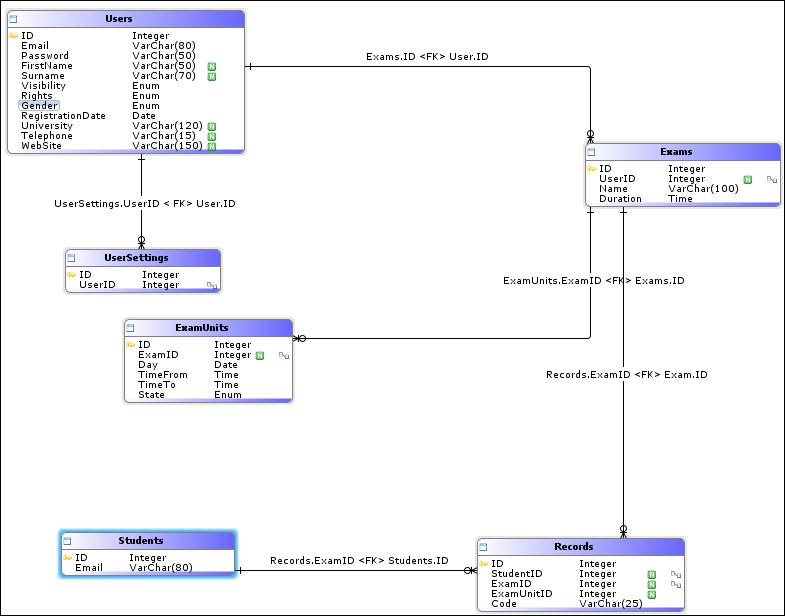 Users
ID Integer
Email VarChar(80)
Password VarChar(50)
FirstName VarChar(50) N
Surname VarChar(70) N
Visibility Enum
Rights Enum
Gender Enum
RegistrationDate Date
University VarChar(120) N
Telephone VarChar(15) N
WebSite VarChar(150) N
Exams.ID <FK> User.ID
Exams
ID Integer
UserID Integer N
Name VarChar(100)
Duration Time
UserSettings.UserID < FK> User.ID
UserSettings
ID Integer
UserID Integer
ExamUnits.ExamID <FK> Exams.ID
ExamUnits
ID Integer
ExamID Integer N
Day Date
TimeFrom Time
TimeTo Time
State Enum
Records.ExamID <FK> Exam.ID
Students
ID Integer
Email VarChar(80)
Records.ExamID <FK> Students.ID
Records
ID Integer
StudentID Integer N
ExamID Integer N
ExamUnitID Integer N
Code VarChar(25)